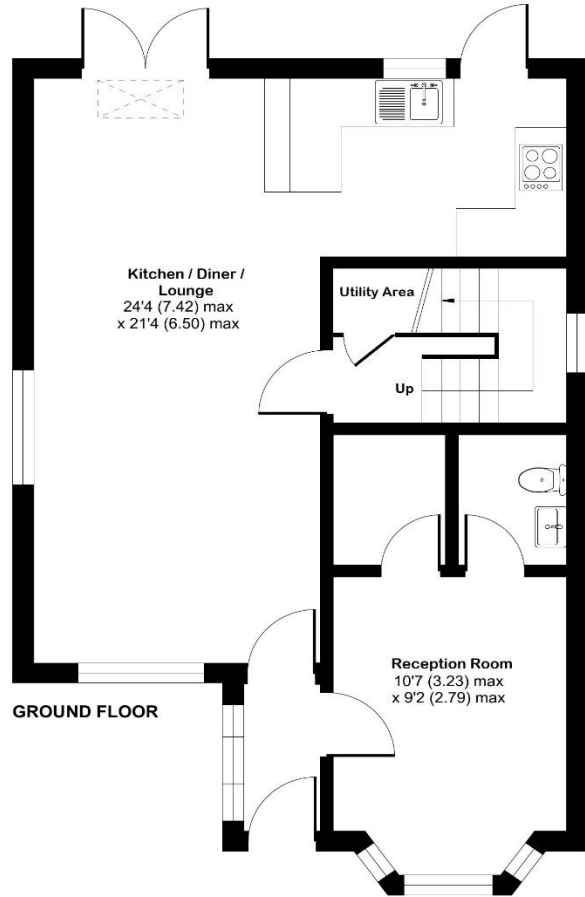 Kitchen / Diner /
Lounge
24'4 (7.42) max
x 21'4 (6.50) max
Utility Area
Up
Reception Room
10'7 (3.23) max
x 9'2 (2.79) max
GROUND FLOOR